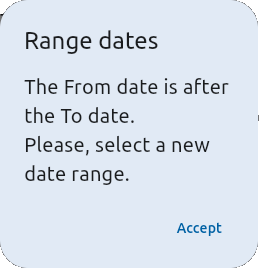 Range dates
The From date is after
the To date.
Please, select a new
date range.
Accept